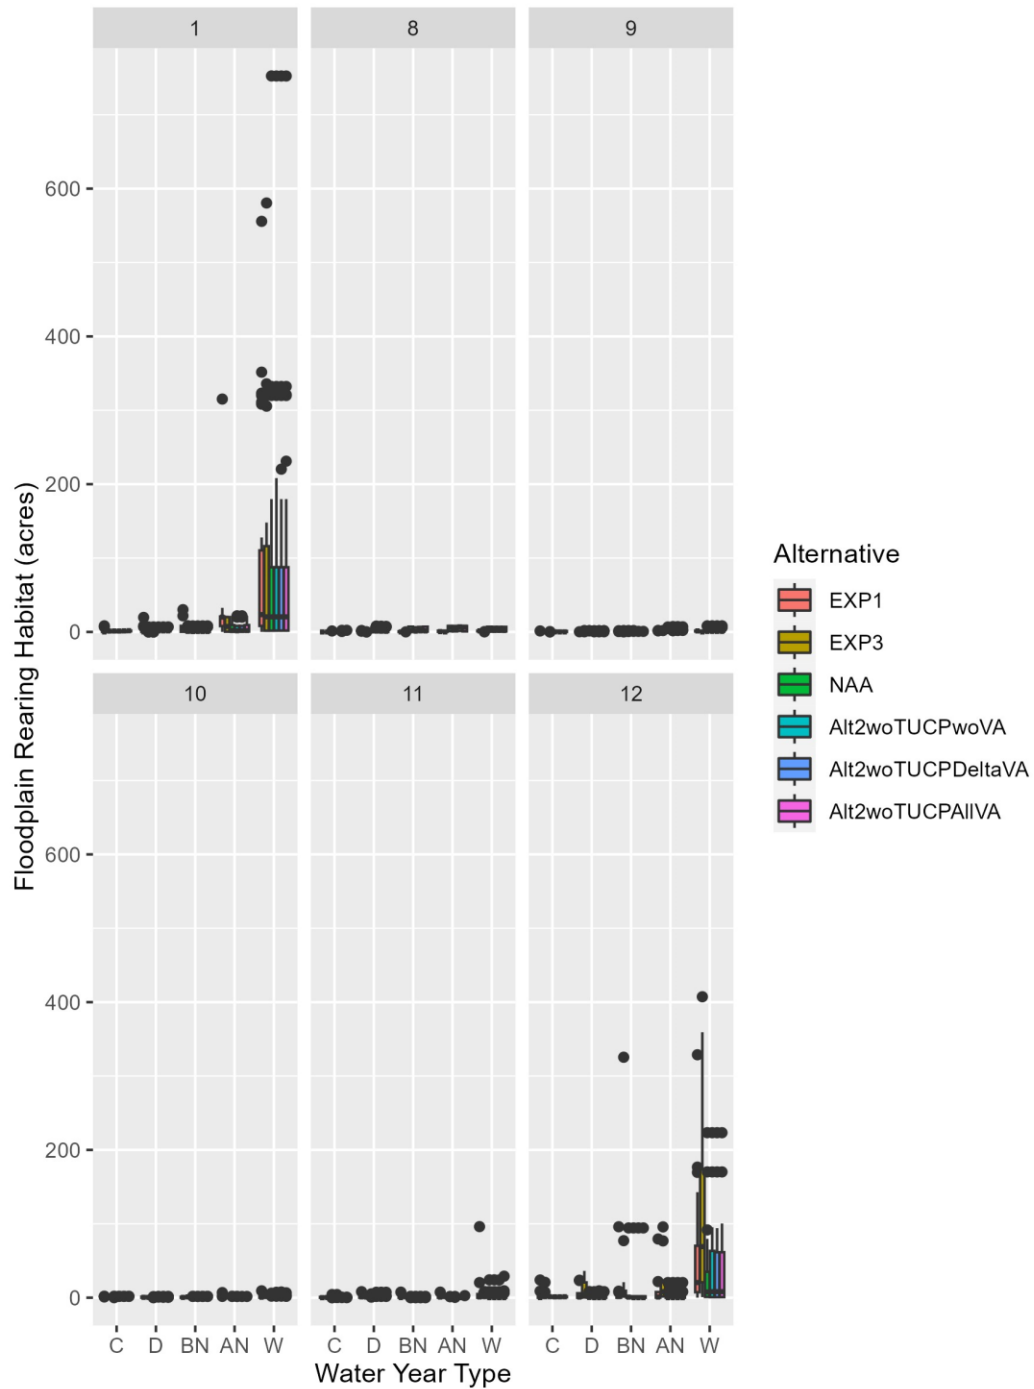 1 8 9
600
400
200
0
10 11 12
600
400
200
0
C D BN AN W C D BN AN W C D BN AN W
Water Year Type
Floodplain Rearing Habitat (acres)
Alternative
EXP1
EXP3
NAA
Alt2woTUCPwoVA
Alt2woTUCPDeltaVA
Alt2woTUCPAllVA